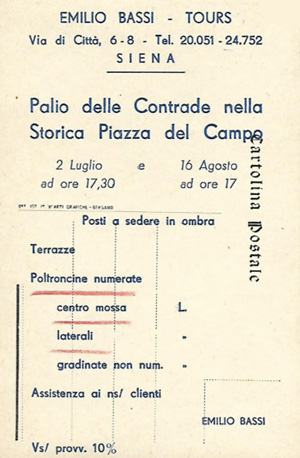 EMILIO BASSI - TOURS
Via di Città, 6-8 - Tel. 20.051 - 24.752
SIENA
Palio delle Contrade nella
Storica Piazza del Campo
2 Luglio e 16 Agosto
ad ore 17,30 ad ore 17
Cartolina Postale
D'ARTI GRAFICHE - BERGAMO
Posti a sedere in ombra
Terrazze
Poltroncine numerate
centro mossa L.
laterali "
gradinate non num. "
Assistenza ai ns/ clienti
EMILIO BASSI
Vs/ provv. 10%